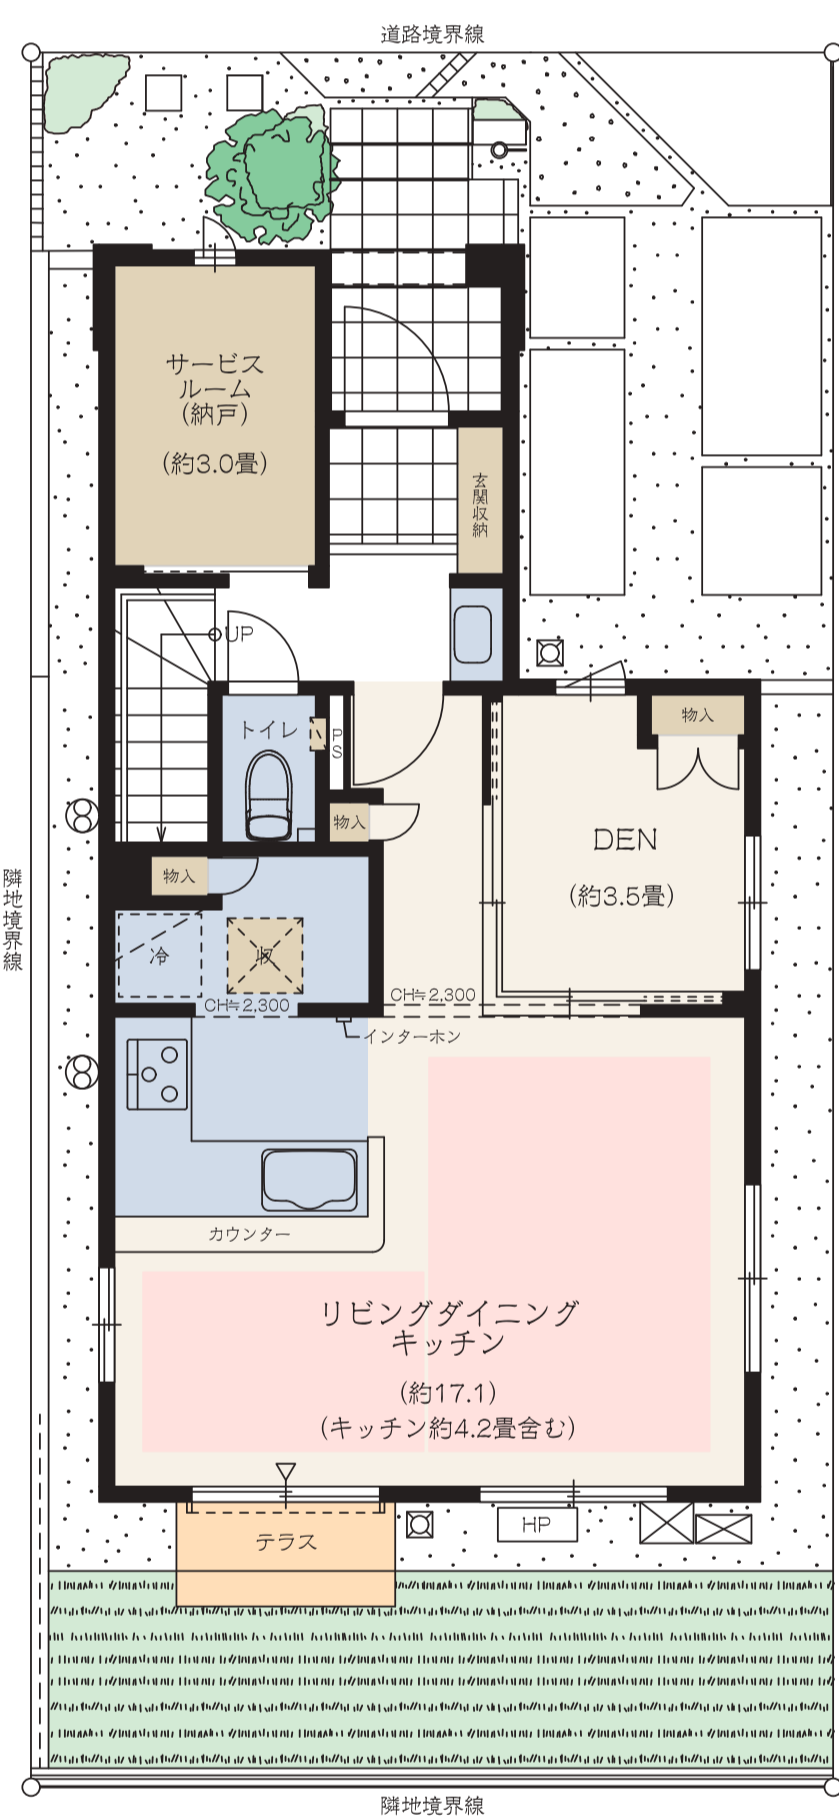 道路境界線
サービス
ルーム
(納戸)
(約3.0畳)
玄関収納
UP
トイレ
PS
物入
物入
DEN
(約3.5畳)
物入
冷
収
CH≒2,300
CH≒2,300
インターホン
カウンター
リビングダイニング
キッチン
(約17.1)
(キッチン約4.2畳含む)
テラス
HP
隣地境界線
隣地境界線